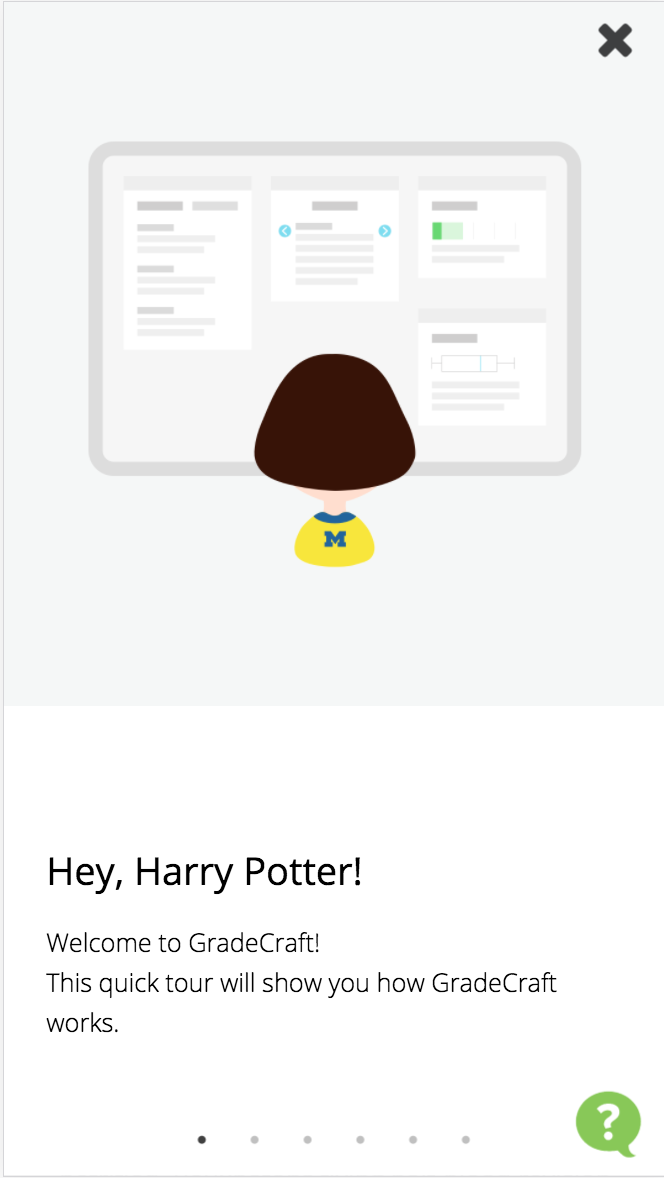 M
Hey, Harry Potter!
Welcome to GradeCraft!
This quick tour will show you how GradeCraft
works.
?